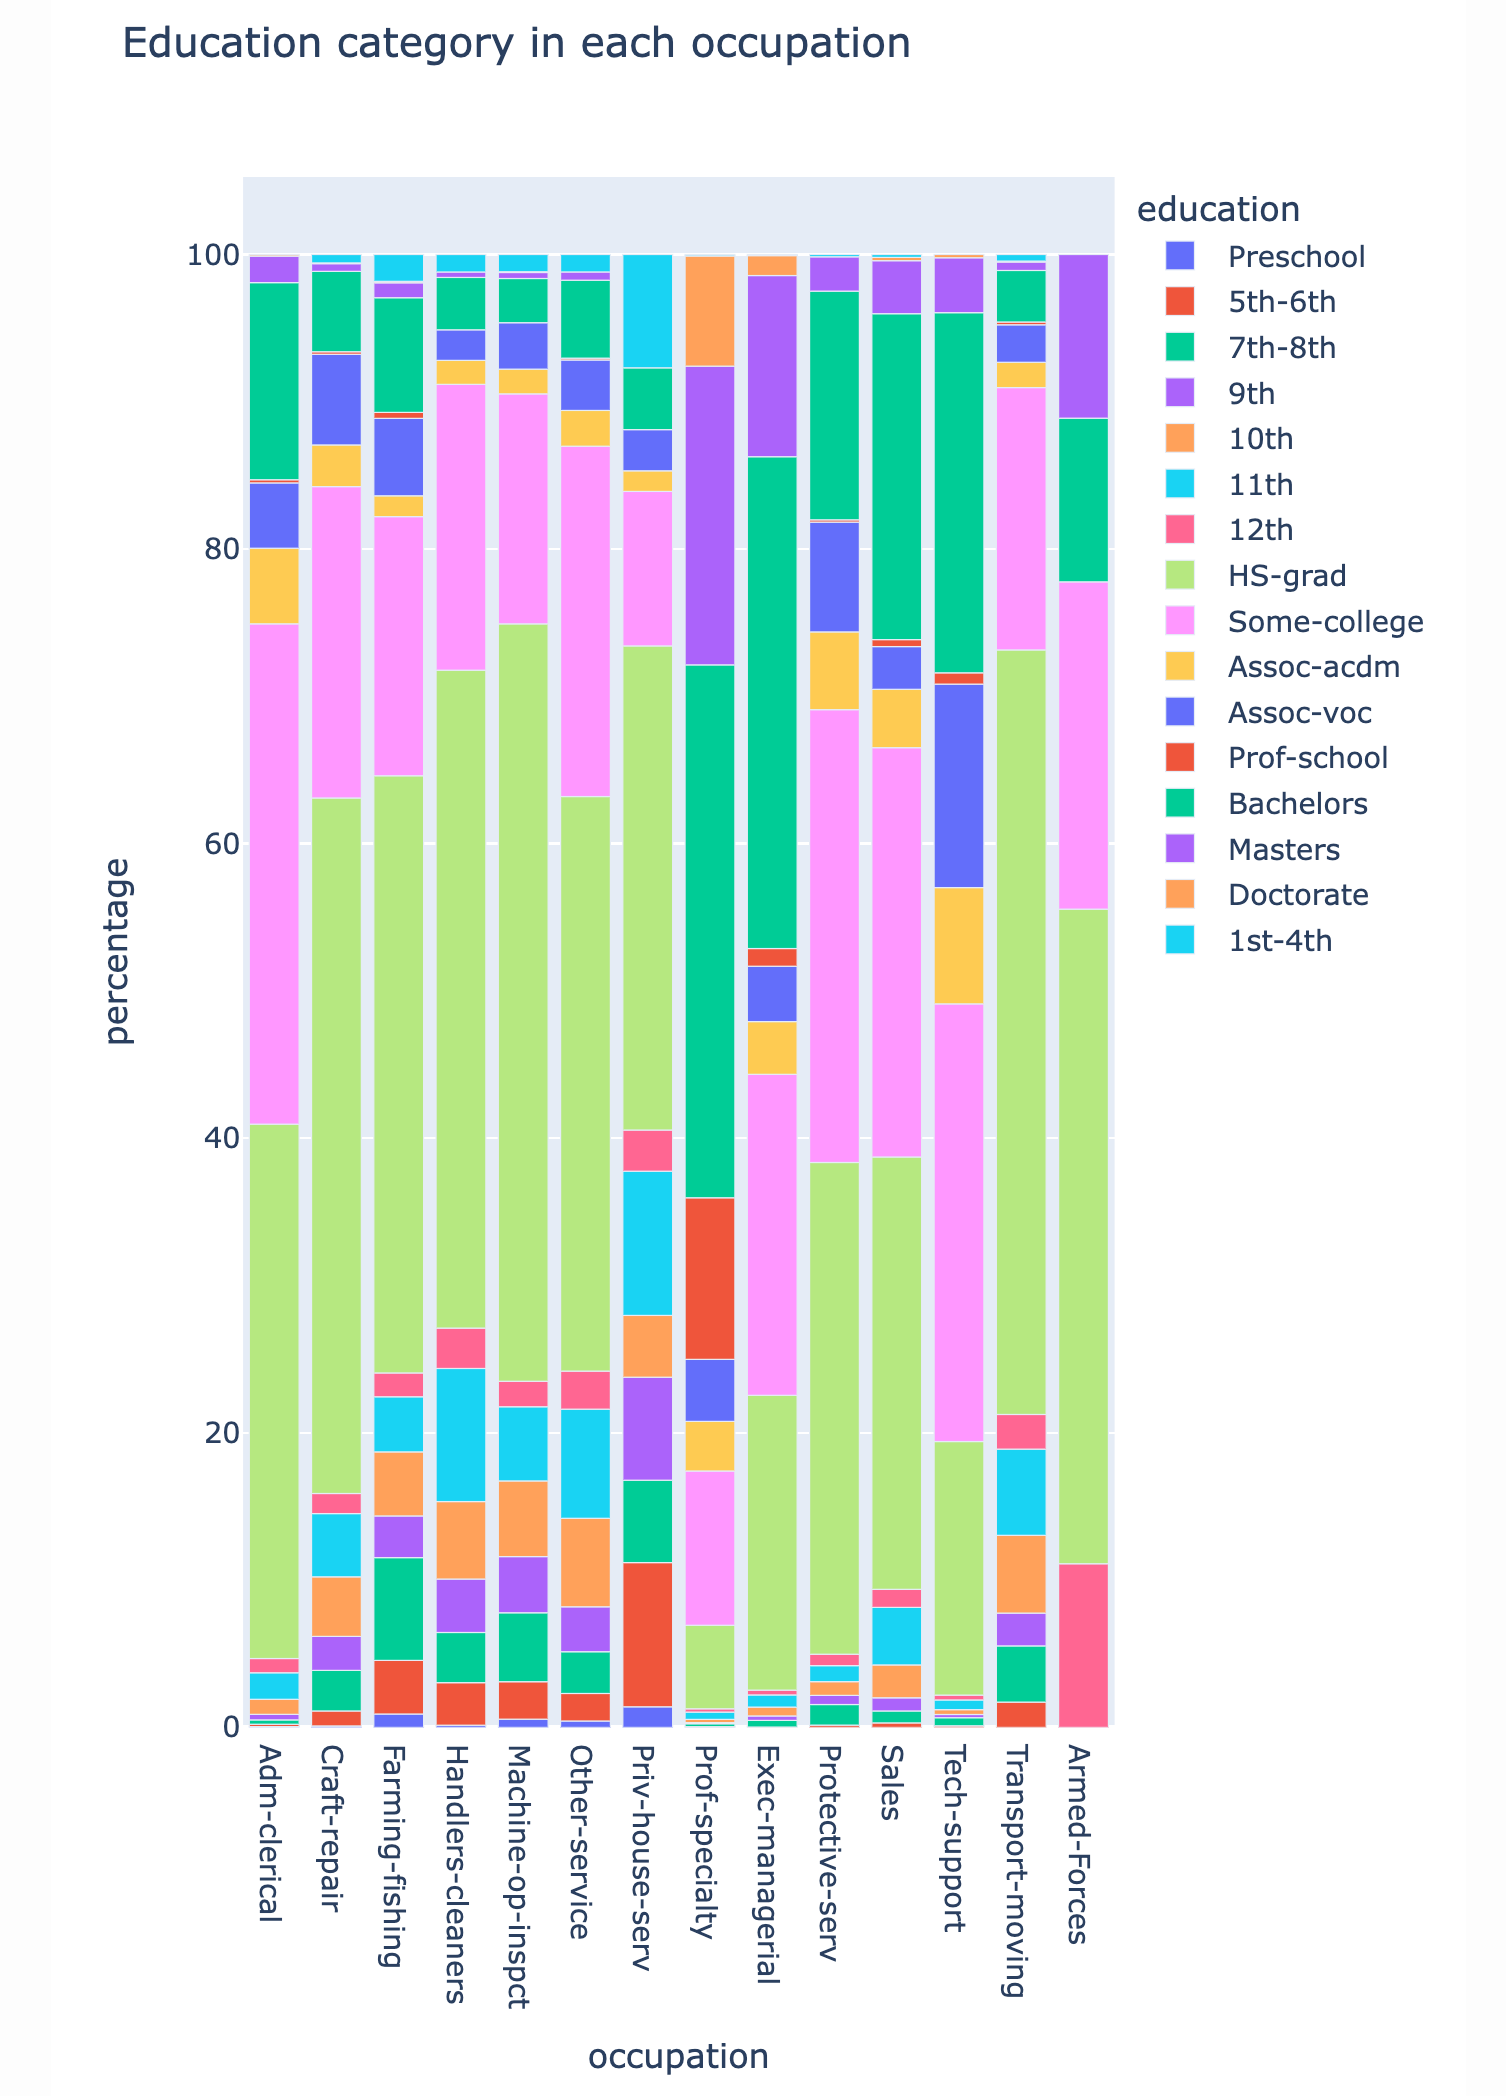 Education category in each occupation
education
Preschool
5th-6th
7th-8th
9th
10th
11th
12th
HS-grad
Some-college
Assoc-acdm
Assoc-voc
Prof-school
Bachelors
Masters
Doctorate
1st-4th
percentage
100
80
60
40
20
0
Adm-clerical
Craft-repair
Farming-fishing
Handlers-cleaners
Machine-op-inspct
Other-service
Priv-house-serv
Prof-specialty
Exec-managerial
Protective-serv
Sales
Tech-support
Transport-moving
Armed-Forces
occupation